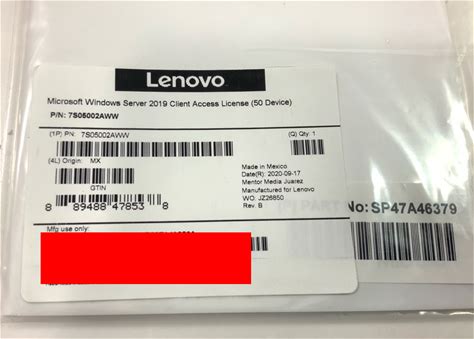 Lenovo
Microsoft Windows Server 2019 Client Access License (50 Device)
P/N: 7S05002AWW
(1P) PN: 7S05002AWW
(Q) Qty: 1
(4L) Origin: MX
GTIN
8 89488 47853 8
Made in Mexico
Date(R) 2020-09-17
Mentor Media Juarez
Manufactured for Lenovo
WO: JZ26850
Rev. B
(P) PART No: SP47A46379
Mfg use only: